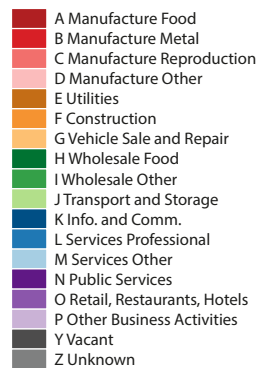 A Manufacture Food
B Manufacture Metal
C Manufacture Reproduction
D Manufacture Other
E Utilities
F Construction
G Vehicle Sale and Repair
H Wholesale Food
I Wholesale Other
J Transport and Storage
K Info. and Comm.
L Services Professional
M Services Other
N Public Services
O Retail, Restaurants, Hotels
P Other Business Activities
Y Vacant
Z Unknown